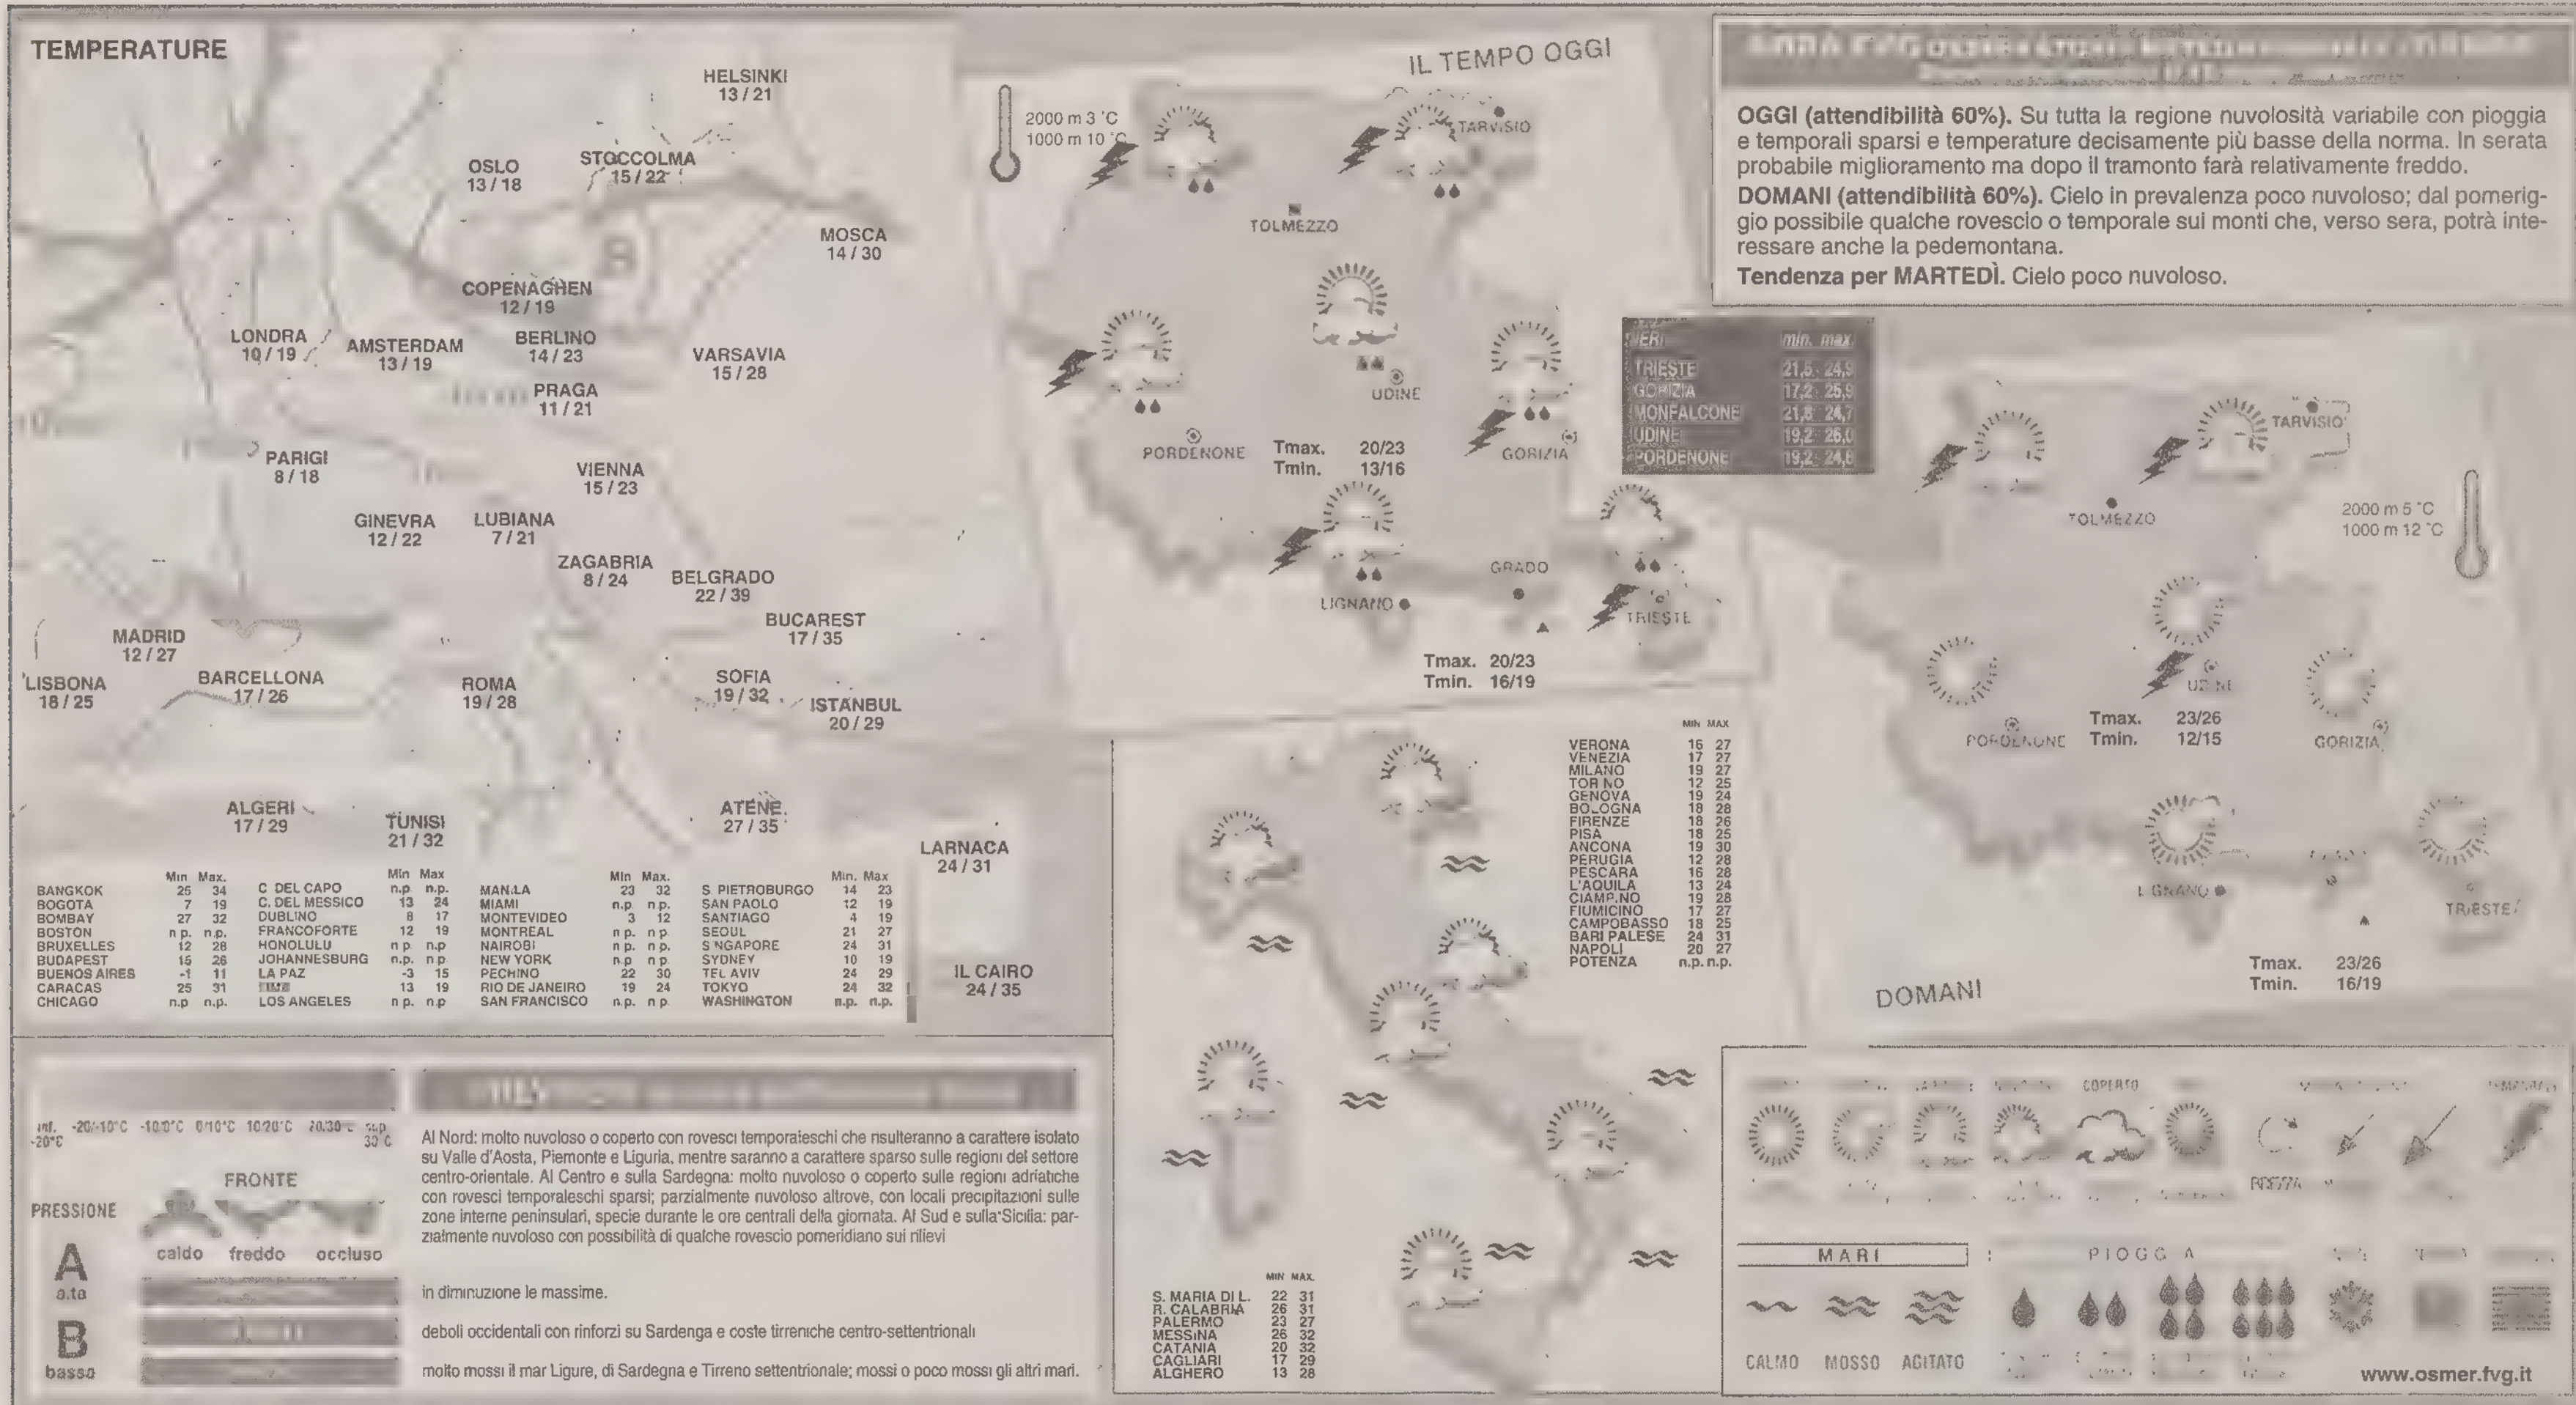 TEMPERATURE
HELSINKI
13 / 21
STOCCOLMA
15 / 22
OSLO
13 / 18
MOSCA
14 / 30
COPENAGHEN
12 / 19
LONDRA
10 / 19
AMSTERDAM
13 / 19
BERLINO
14 / 23
VARSAVIA
15 / 28
PRAGA
11 / 21
PARIGI
8 / 18
VIENNA
15 / 23
GINEVRA
12 / 22
LUBIANA
7 / 21
ZAGABRIA
8 / 24
BELGRADO
22 / 39
BUCAREST
17 / 35
MADRID
12 / 27
LISBONA
18 / 25
BARCELLONA
17 / 26
ROMA
19 / 28
SOFIA
19 / 32
ISTANBUL
20 / 29
ALGERI
17 / 29
TUNISI
21 / 32
ATENE
27 / 35
LARNACA
24 / 31
IL CAIRO
24 / 35
Min Max.
BANGKOK 25 34
BOGOTA 7 19
BOMBAY 27 32
BOSTON n p. n.p.
BRUXELLES 12 28
BUDAPEST 15 26
BUENOS AIRES -1 11
CARACAS 25 31
CHICAGO n.p n.p.
Min Max
C DEL CAPO n.p n.p.
C. DEL MESSICO 13 24
DUBLINO 8 17
FRANCOFORTE 12 19
HONOLULU n p n.p
JOHANNESBURG n.p. n p
LA PAZ -3 15
13 19
LOS ANGELES n p. n.p
Min Max.
MANILA 23 32
MIAMI n.p n p.
MONTEVIDEO 3 12
MONTREAL n p. n p.
NAIROBI n p. n p.
NEW YORK n p n p.
PECHINO 22 30
RIO DE JANEIRO 19 24
SAN FRANCISCO n.p. n p
Min. Max
S. PIETROBURGO 14 23
SAN PAOLO 12 19
SANTIAGO 4 19
SEOUL 21 27
S NGAPORE 24 31
SYDNEY 10 19
TEL AVIV 24 29
TOKYO 24 32
WASHINGTON n.p. n.p.
IL TEMPO OGGI
2000 m 3 °C
1000 m 10 °C
TARVISIO
TOLMEZZO
UDINE
PORDENONE
Tmax. 20/23
Tmin. 13/16
GORIZIA
GRADO
LIGNANO
TRIESTE
Tmax. 20/23
Tmin. 16/19
OGGI (attendibilità 60%). Su tutta la regione nuvolosità variabile con pioggia
e temporali sparsi e temperature decisamente più basse della norma. In serata
probabile miglioramento ma dopo il tramonto farà relativamente freddo.
DOMANI (attendibilità 60%). Cielo in prevalenza poco nuvoloso; dal pomerig-
gio possibile qualche rovescio o temporale sui monti che, verso sera, potrà inte-
ressare anche la pedemontana.
Tendenza per MARTEDÌ. Cielo poco nuvoloso.
IERI min. max.
TRIESTE 21,5 24,9
GORIZIA 17,2 25,9
MONFALCONE 21,8 24,7
UDINE 19,2 26,0
PORDENONE 19,2 24,8
TARVISIO
TOLMEZZO
2000 m 5 °C
1000 m 12 °C
UDINE
PORDENONE
Tmax. 23/26
Tmin. 12/15
GORIZIA
LIGNANO
TRIESTE
Tmax. 23/26
Tmin. 16/19
DOMANI
MIN MAX
VERONA 16 27
VENEZIA 17 27
MILANO 19 27
TOR NO 12 25
GENOVA 19 24
BOLOGNA 18 28
FIRENZE 18 26
PISA 18 25
ANCONA 19 30
PERUGIA 12 28
PESCARA 16 28
L'AQUILA 13 24
CIAMP.NO 19 28
FIUMICINO 17 27
CAMPOBASSO 18 25
BARI PALESE 24 31
NAPOLI 20 27
POTENZA n.p. n.p.
MIN MAX.
S. MARIA DI L. 22 31
R. CALABRIA 26 31
PALERMO 23 27
MESSINA 26 32
CATANIA 20 32
CAGLIARI 17 29
ALGHERO 13 28
inf. -20°C -20/-10°C -10/0°C 0/10°C 10/20°C 20/30°C sup 30°C
FRONTE
PRESSIONE
caldo freddo occluso
A
alta
B
bassa
Al Nord: molto nuvoloso o coperto con rovesci temporaleschi che risulteranno a carattere isolato
su Valle d'Aosta, Piemonte e Liguria, mentre saranno a carattere sparso sulle regioni del settore
centro-orientale. Al Centro e sulla Sardegna: molto nuvoloso o coperto sulle regioni adriatiche
con rovesci temporaleschi sparsi; parzialmente nuvoloso altrove, con locali precipitazioni sulle
zone interne peninsulari, specie durante le ore centrali della giornata. Al Sud e sulla Sicilia: par-
zialmente nuvoloso con possibilità di qualche rovescio pomeridiano sui rilievi
in diminuzione le massime.
deboli occidentali con rinforzi su Sardenga e coste tirreniche centro-settentrionali
molto mossi il mar Ligure, di Sardegna e Tirreno settentrionale; mossi o poco mossi gli altri mari.
COPERTO
BREZZA
MARI
PIOGG A
CALMO MOSSO AGITATO
www.osmer.fvg.it